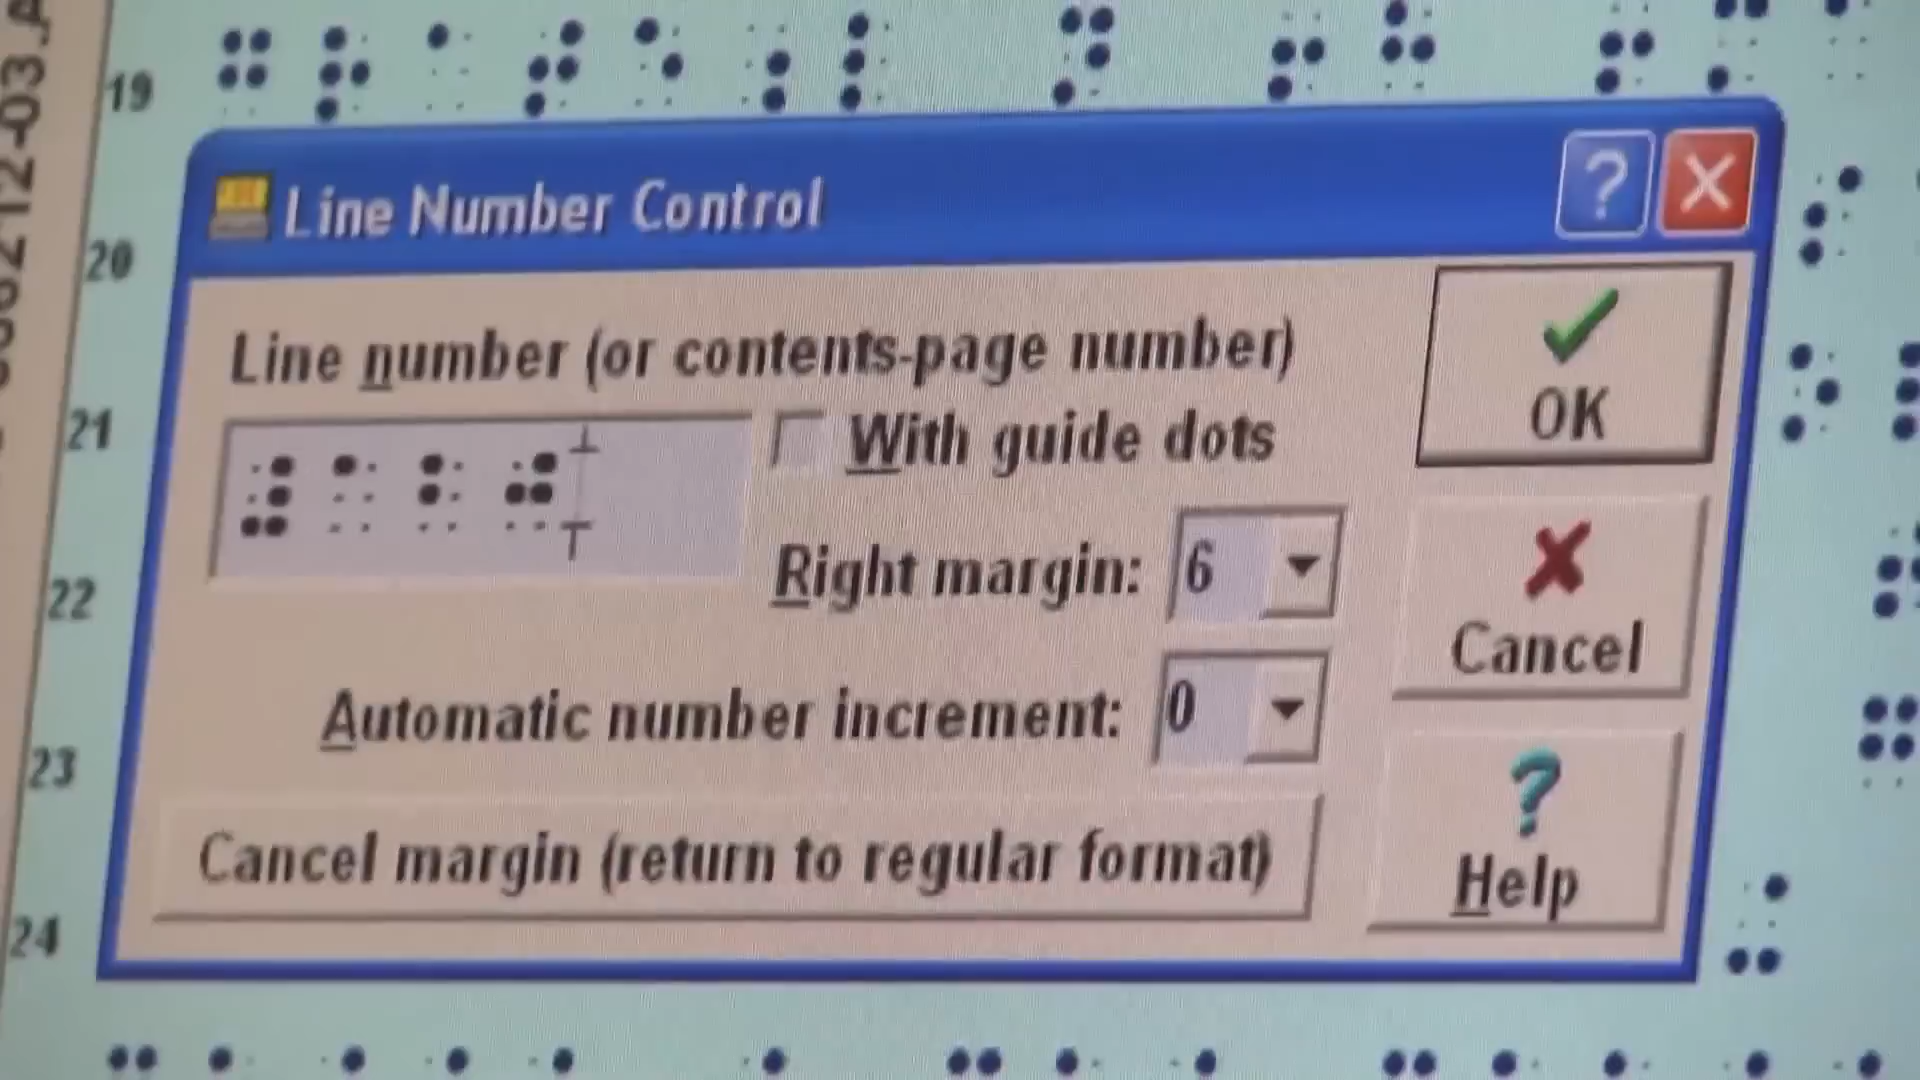 19
Line Number Control
20
Line number (or contents-page number)
OK
21
⠼⠁⠃⠚
With guide dots
22
Right margin: 6
Cancel
Automatic number increment: 0
23
Cancel margin (return to regular format)
Help
24